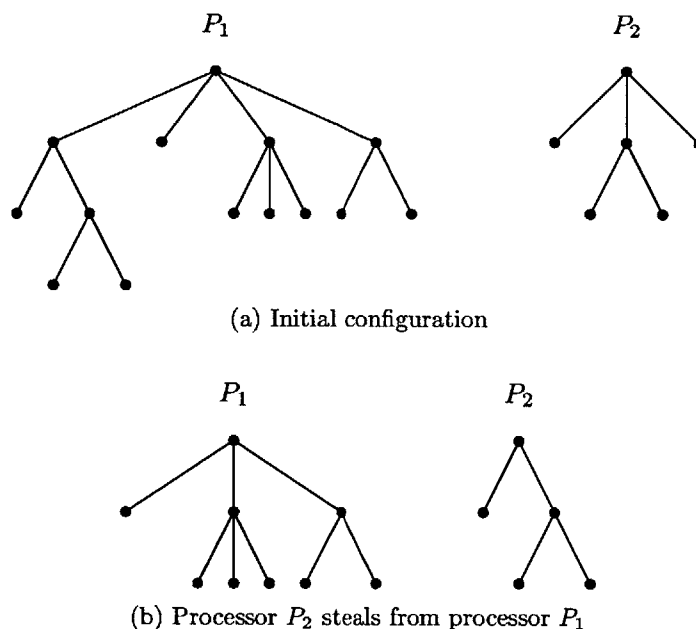 P₁ P₂
(a) Initial configuration
P₁ P₂
(b) Processor P₂ steals from processor P₁